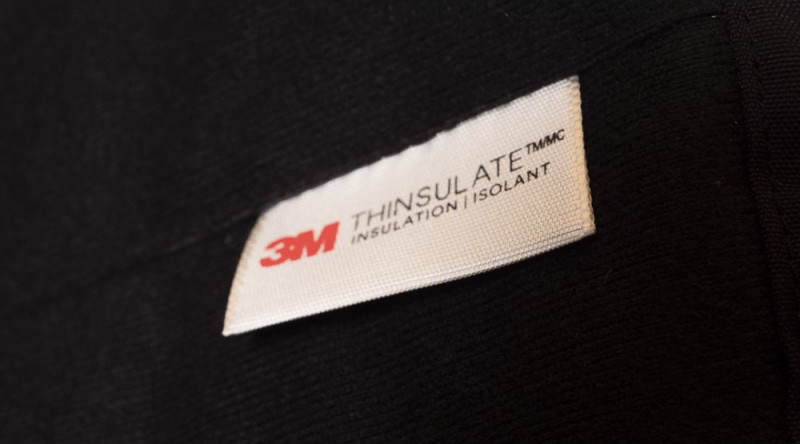 3M THINSULATE™/MC
INSULATION | ISOLANT